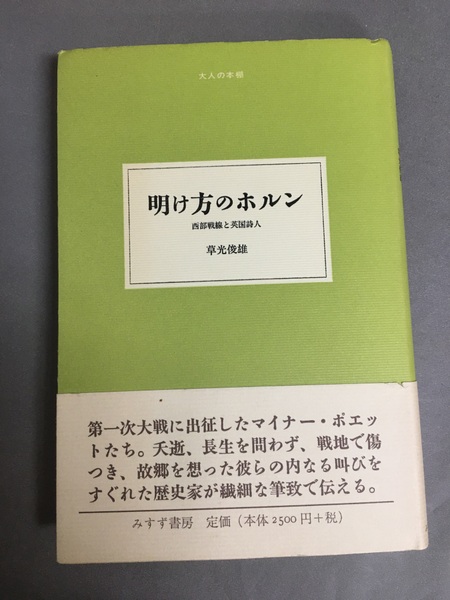 大人の本棚
明け方のホルン
西部戦線と英国詩人
草光俊雄
第一次大戦に出征したマイナー・ポエッ
トたち。夭逝、長生を問わず、戦地で傷
つき、故郷を想った彼らの内なる叫びを
すぐれた歴史家が繊細な筆致で伝える。
みすず書房 定価(本体2500円+税)